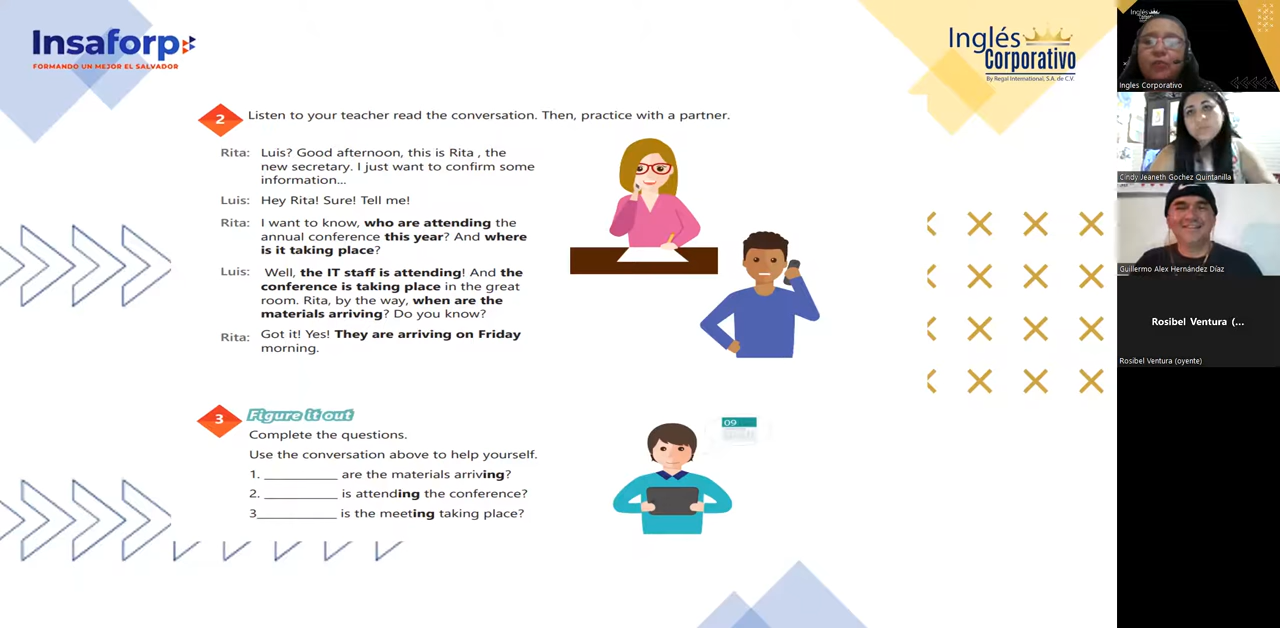 Insaforp
FORMANDO UN MEJOR EL SALVADOR
Inglés
Corporativo
By Regal International, S.A. de C.V.
2
Listen to your teacher read the conversation. Then, practice with a partner.
Rita: Luis? Good afternoon, this is Rita , the
new secretary. I just want to confirm some
information...
Luis: Hey Rita! Sure! Tell me!
Rita: I want to know, who are attending the
annual conference this year? And where
is it taking place?
Luis: Well, the IT staff is attending! And the
conference is taking place in the great
room. Rita, by the way, when are the
materials arriving? Do you know?
Rita: Got it! Yes! They are arriving on Friday
morning.
3
Figure it out
Complete the questions.
Use the conversation above to help yourself.
1. __________ are the materials arriving?
2. __________ is attending the conference?
3___________ is the meeting taking place?
09
Inglés
Ingles Corporativo
Cindy Jeaneth Gochez Quintanilla
Guillermo Alex Hernández Díaz
Rosibel Ventura (...
Rosibel Ventura (oyente)